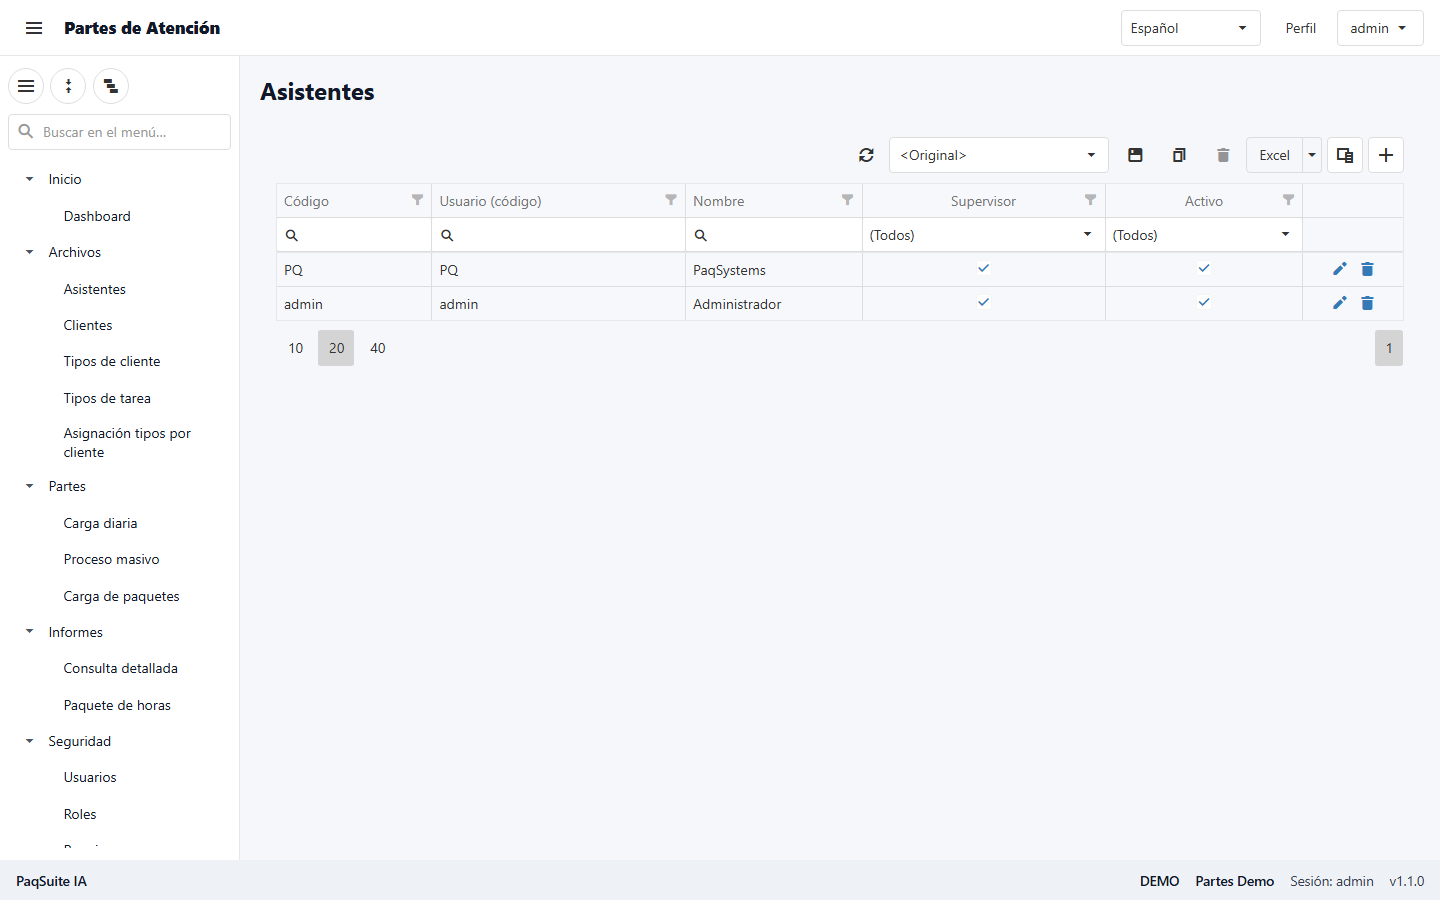 Partes de Atención
Español
Perfil
admin
Buscar en el menú...
Inicio
Dashboard
Archivos
Asistentes
Clientes
Tipos de cliente
Tipos de tarea
Asignación tipos por
cliente
Partes
Carga diaria
Proceso masivo
Carga de paquetes
Informes
Consulta detallada
Paquete de horas
Seguridad
Usuarios
Roles
Asistentes
<Original>
Excel
Código Usuario (código) Nombre Supervisor Activo
(Todos) (Todos)
PQ PQ PaqSystems
admin admin Administrador
10 20 40 1
PaqSuite IA
DEMO Partes Demo Sesión: admin v1.1.0